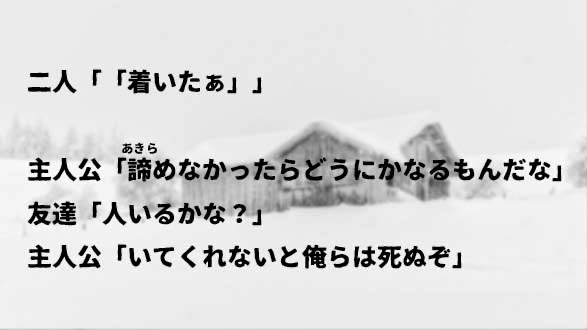 二人「「着いたぁ」」
あきら
主人公「諦めなかったらどうにかなるもんだな」
友達「人いるかな？」
主人公「いてくれないと俺らは死ぬぞ」